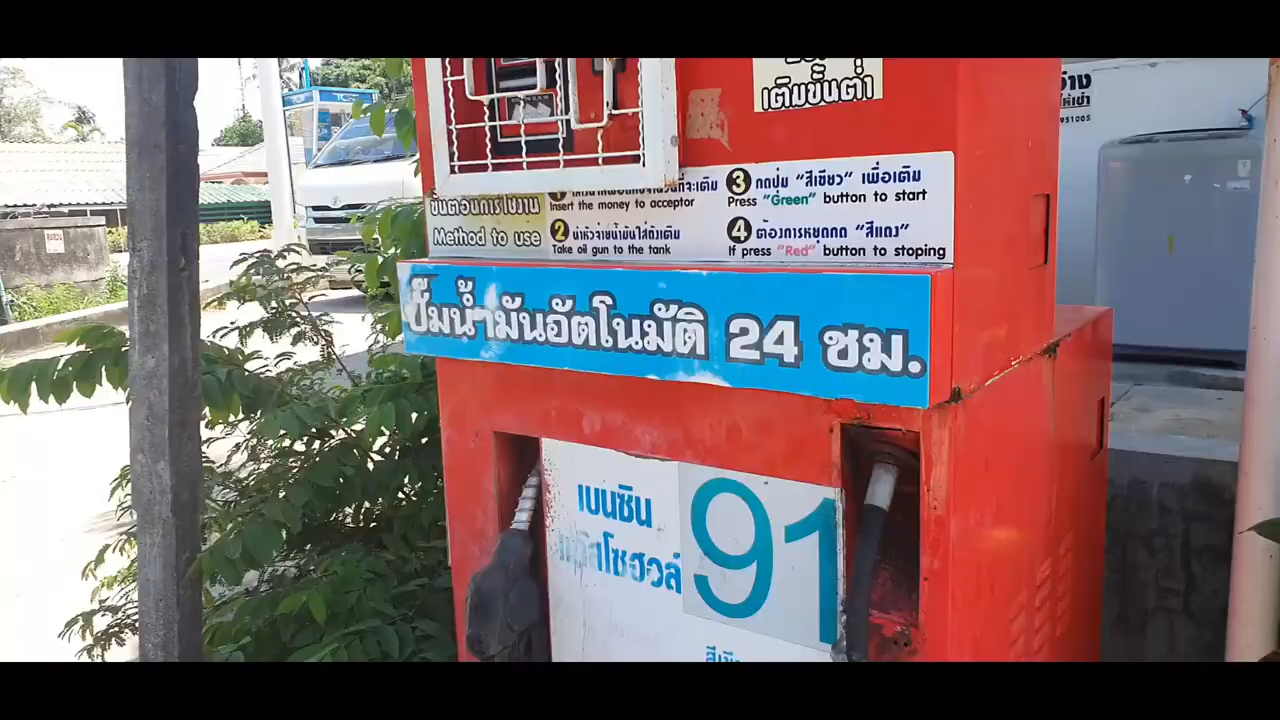 เติมขั้นต่ำ
ขั้นตอนการใช้งาน
Method to use
Insert the money to acceptor
2 นำหัวจ่ายน้ำมันใส่ถังเติม
Take oil gun to the tank
3 กดปุ่ม "สีเขียว" เพื่อเติม
Press "Green" button to start
4 ต้องการหยุดกด "สีแดง"
If press "Red" button to stoping
ปั๊มน้ำมันอัตโนมัติ 24 ชม.
เบนซิน
แก๊สโซฮอล์
91
951005